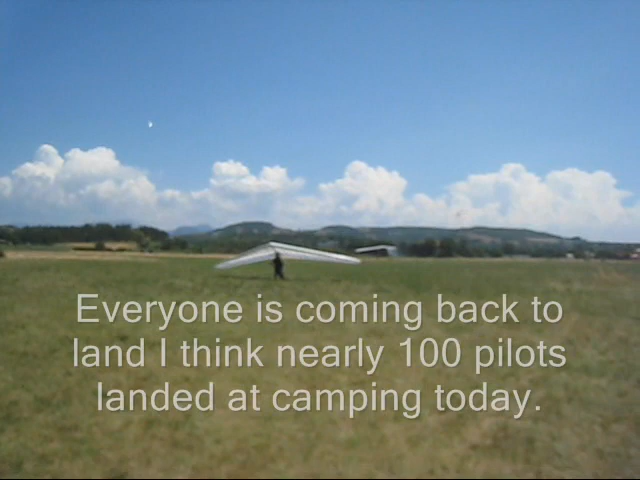 Everyone is coming back to
land I think nearly 100 pilots
landed at camping today.